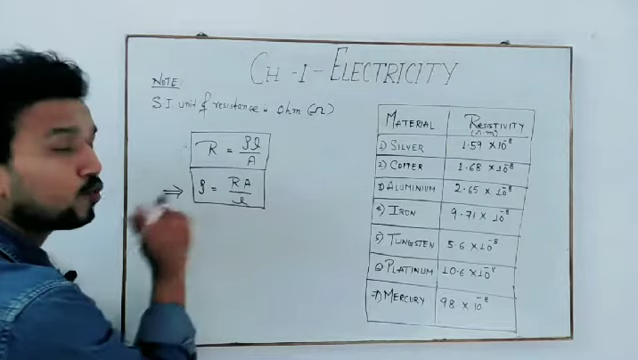 CH - I - ELECTRICITY
NOTE
S.I unit of resistance = Ohm (Ω)
R = ρl/A
⇒ ρ = RA/l
MATERIAL RESISTIVITY (Ω.m)
1) SILVER 1.59 × 10⁻⁸
2) COPPER 1.68 × 10⁻⁸
3) ALUMINIUM 2.65 × 10⁻⁸
4) IRON 9.71 × 10⁻⁸
5) TUNGSTEN 5.6 × 10⁻⁸
6) PLATINUM 10.6 × 10⁻⁸
7) MERCURY 98 × 10⁻⁸